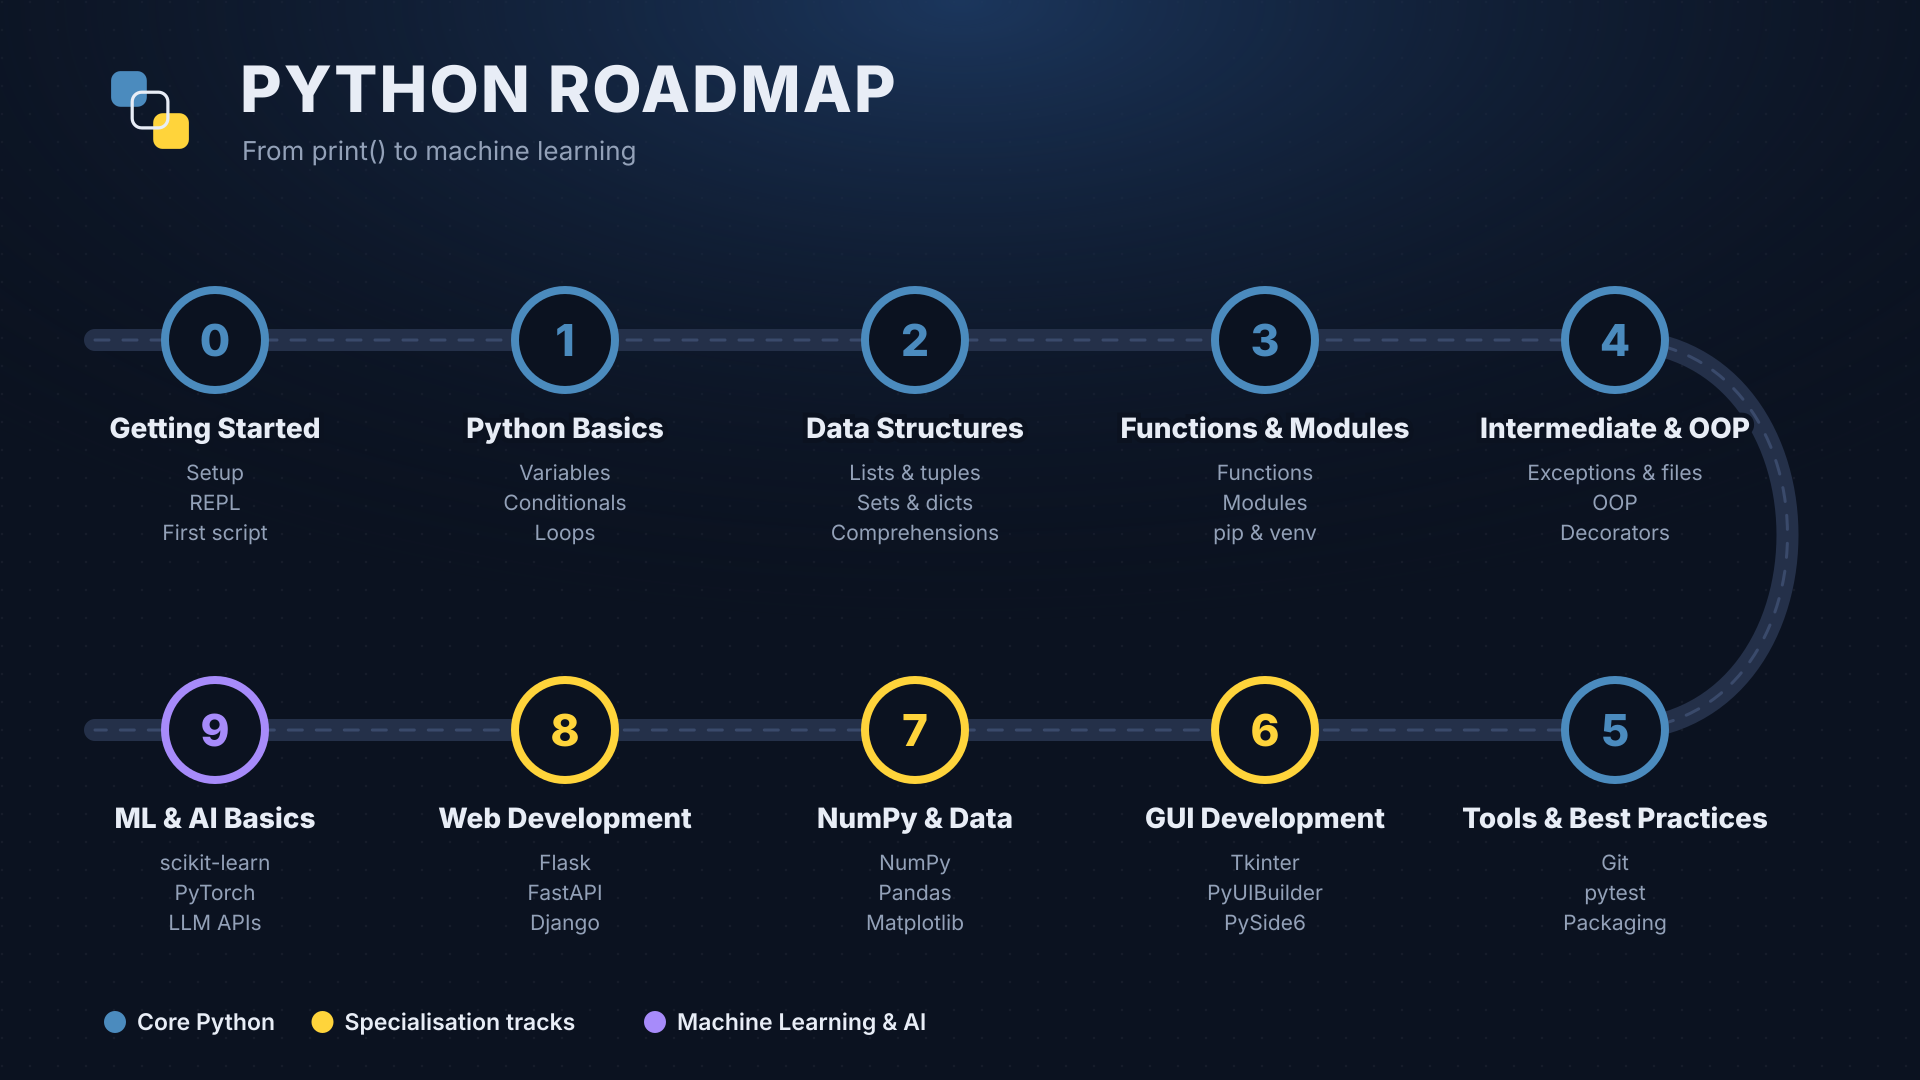 PYTHON ROADMAP
From print() to machine learning
0
Getting Started
Setup
REPL
First script
1
Python Basics
Variables
Conditionals
Loops
2
Data Structures
Lists & tuples
Sets & dicts
Comprehensions
3
Functions & Modules
Functions
Modules
pip & venv
4
Intermediate & OOP
Exceptions & files
OOP
Decorators
5
Tools & Best Practices
Git
pytest
Packaging
6
GUI Development
Tkinter
PyUIBuilder
PySide6
7
NumPy & Data
NumPy
Pandas
Matplotlib
8
Web Development
Flask
FastAPI
Django
9
ML & AI Basics
scikit-learn
PyTorch
LLM APIs
Core Python
Specialisation tracks
Machine Learning & AI